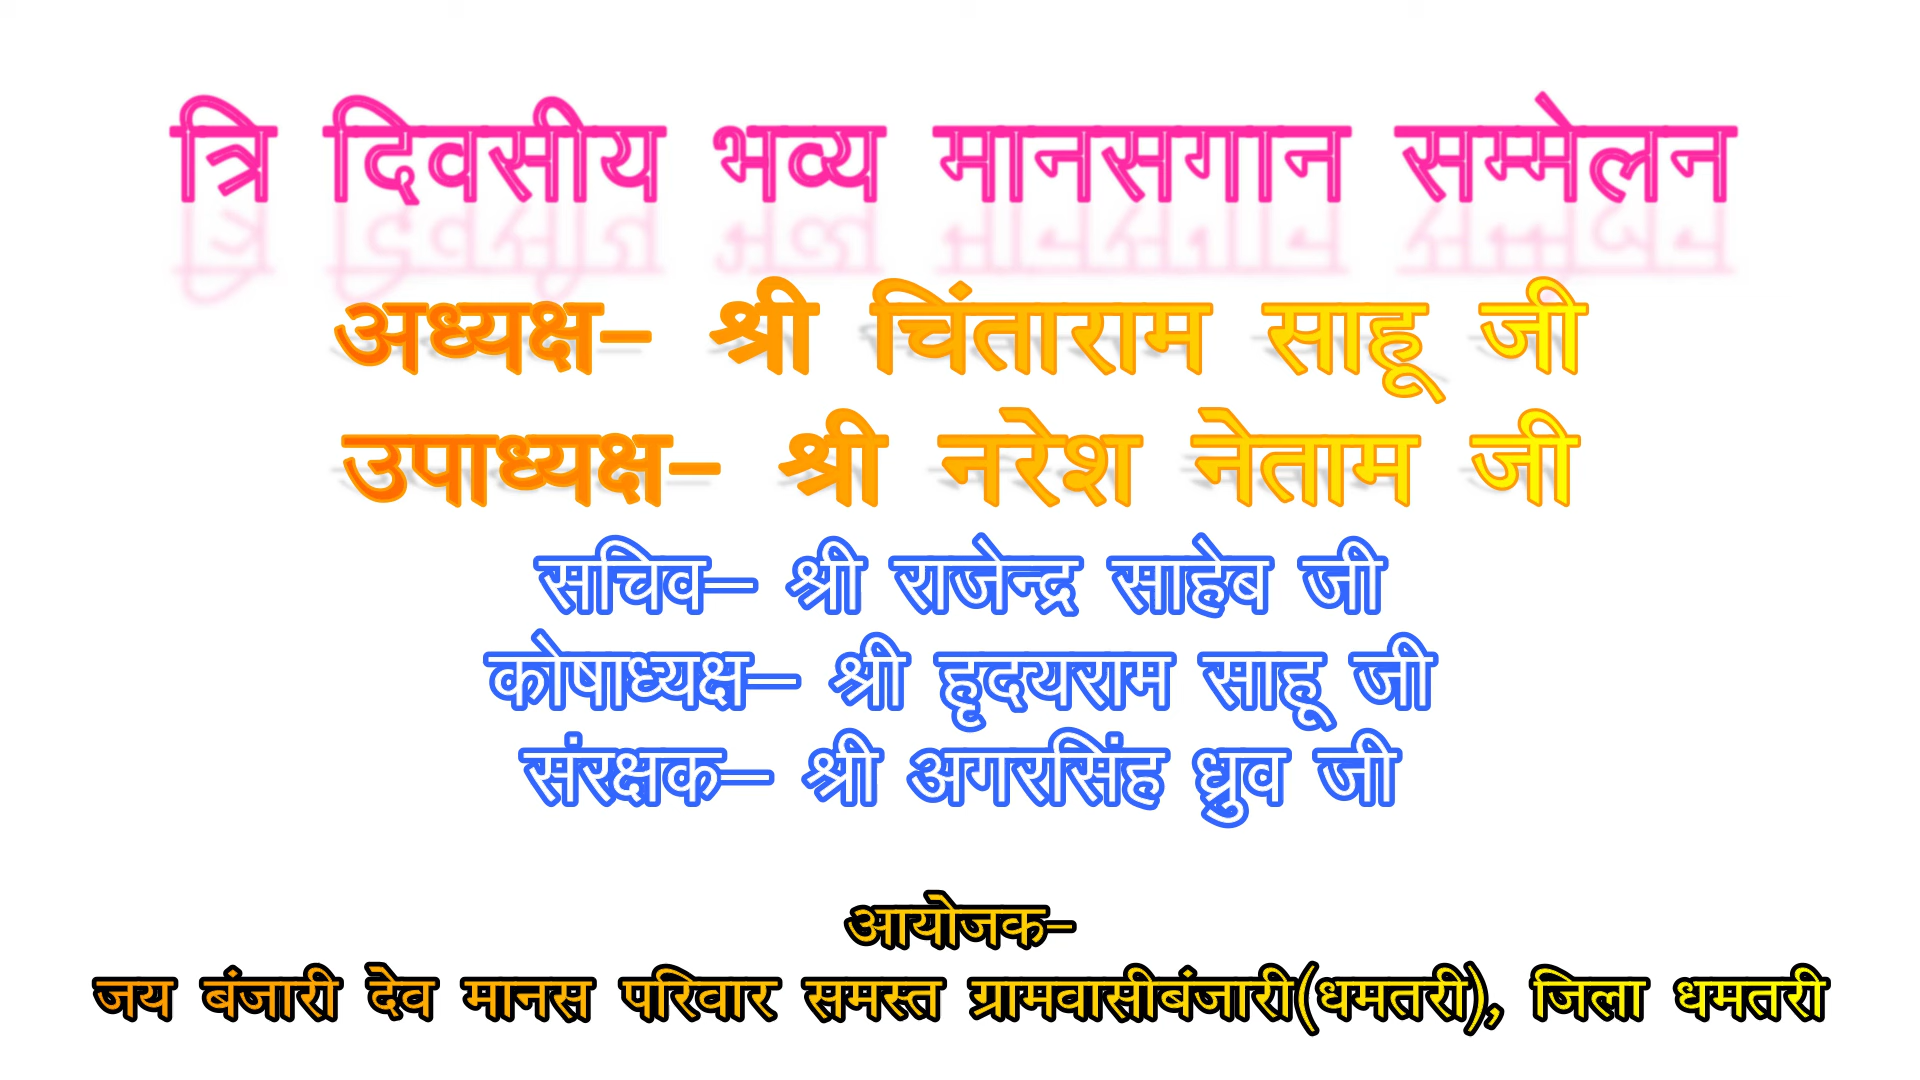 त्रि दिवसीय भव्य मानसगान सम्मेलन
अध्यक्ष– श्री चिंताराम साहू जी
उपाध्यक्ष– श्री नरेश नेताम जी
सचिव– श्री राजेन्द्र साहेब जी
कोषाध्यक्ष– श्री हृदयराम साहू जी
संरक्षक– श्री अगरसिंह ध्रुव जी
आयोजक–
जय बंजारी देव मानस परिवार समस्त ग्रामवासीबंजारी(धमतरी), जिला धमतरी